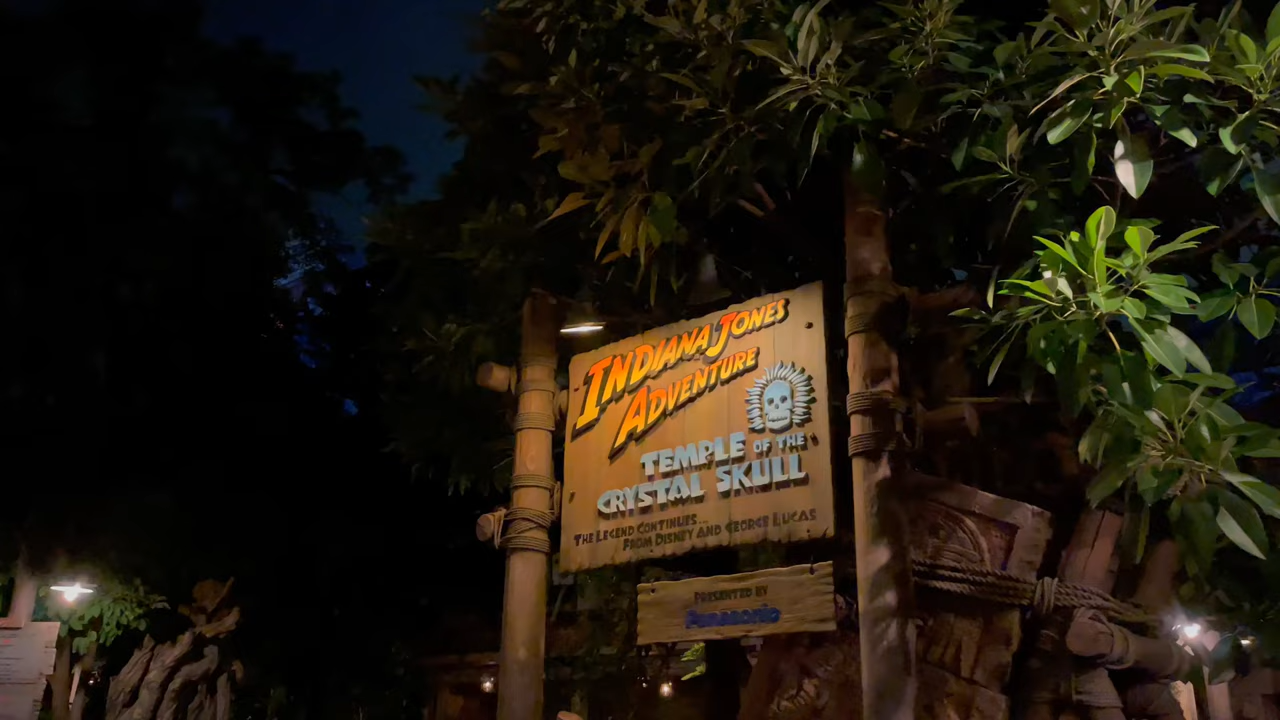 INDIANA JONES
ADVENTURE
TEMPLE OF THE
CRYSTAL SKULL
THE LEGEND CONTINUES...
FROM DISNEY AND GEORGE LUCAS
PRESENTED BY
Panasonic